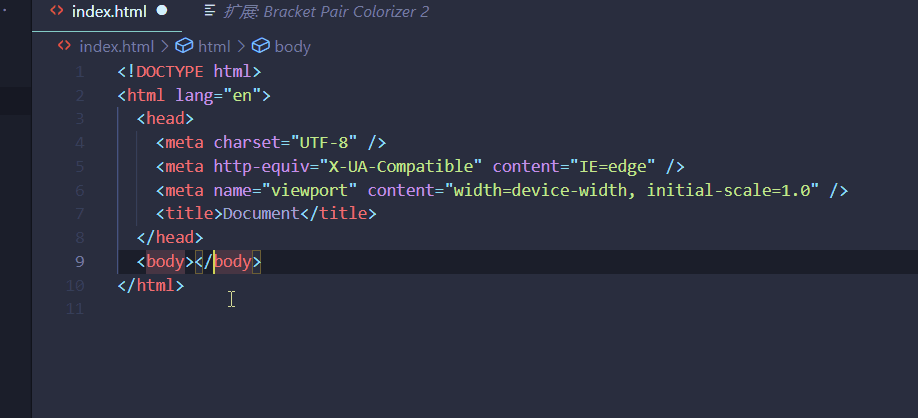 index.html
扩展: Bracket Pair Colorizer 2
index.html > html > body
1 <!DOCTYPE html>
2 <html lang="en">
3 <head>
4 <meta charset="UTF-8" />
5 <meta http-equiv="X-UA-Compatible" content="IE=edge" />
6 <meta name="viewport" content="width=device-width, initial-scale=1.0" />
7 <title>Document</title>
8 </head>
9 <body></body>
10 </html>
11